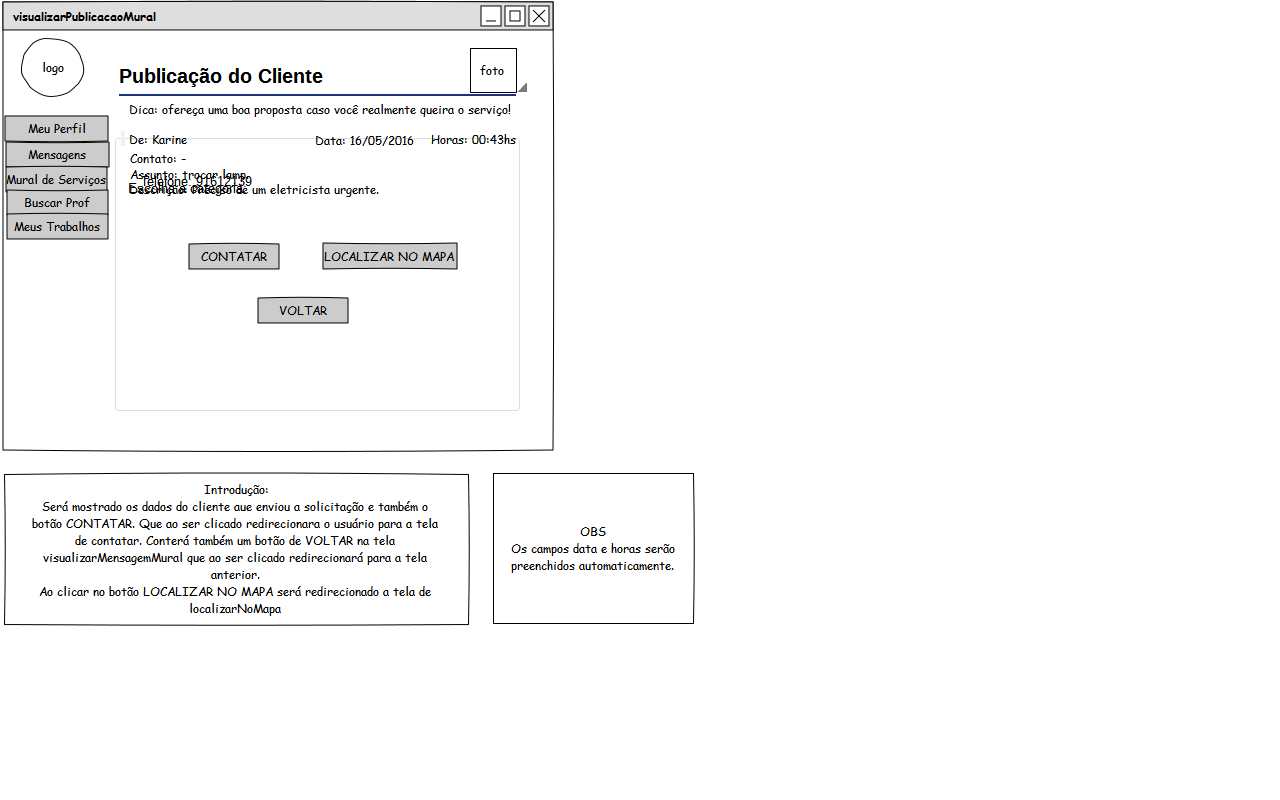 visualizarPublicacaoMural
logo
Publicação do Cliente
foto
Dica: ofereça uma boa proposta caso você realmente queira o serviço!
Meu Perfil
Mensagens
Mural de Serviços
Buscar Prof
Meus Trabalhos
De: Karine
Data: 16/05/2016
Horas: 00:43hs
Contato: -
Assunto: trocar lamp.
Telefone: 91612139
Escolha a categoria:
Descrição: Preciso de um eletricista urgente.
CONTATAR
LOCALIZAR NO MAPA
VOLTAR
Introdução:
Será mostrado os dados do cliente aue enviou a solicitação e também o
botão CONTATAR. Que ao ser clicado redirecionara o usuário para a tela
de contatar. Conterá também um botão de VOLTAR na tela
visualizarMensagemMural que ao ser clicado redirecionará para a tela
anterior.
Ao clicar no botão LOCALIZAR NO MAPA será redirecionado a tela de
localizarNoMapa
OBS
Os campos data e horas serão
preenchidos automaticamente.